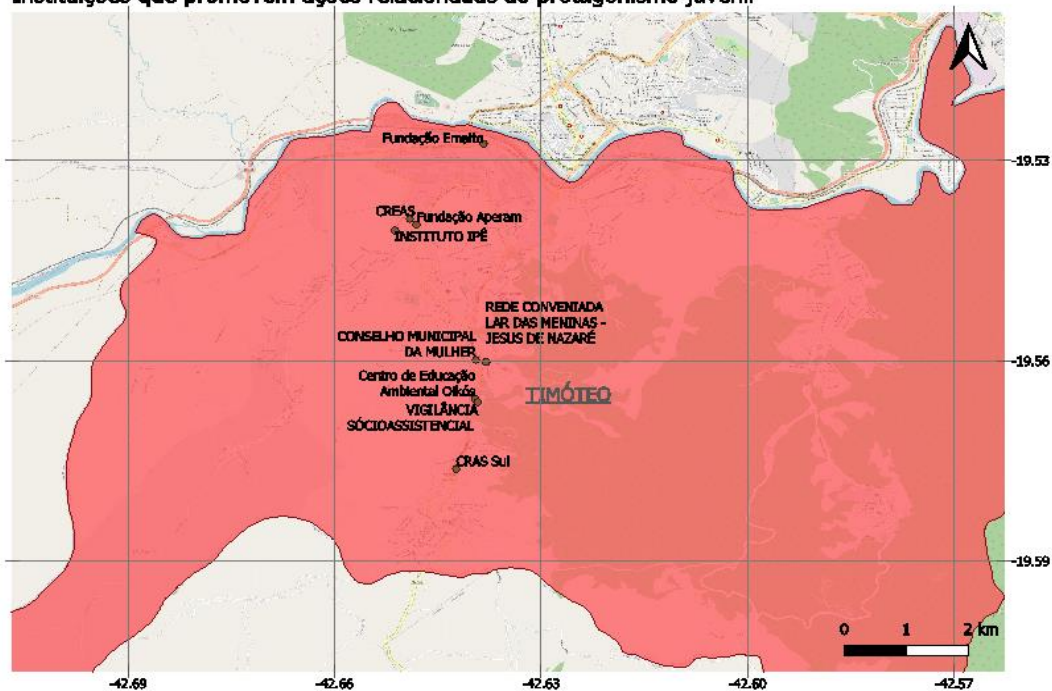 Instituições que promovem ações relacionadas ao protagonismo juvenil
Fundação Emalto
-19.53
CREAS
Fundação Aperam
INSTITUTO IPÊ
REDE CONVENIADA
LAR DAS MENINAS -
JESUS DE NAZARÉ
CONSELHO MUNICIPAL
DA MULHER
-19.56
Centro de Educação
Ambiental Oikós
TIMÓTEO
VIGILÂNCIA
SÓCIOASSISTENCIAL
CRAS Sul
-19.59
0 1 2 km
-42.69 -42.66 -42.63 -42.60 -42.57